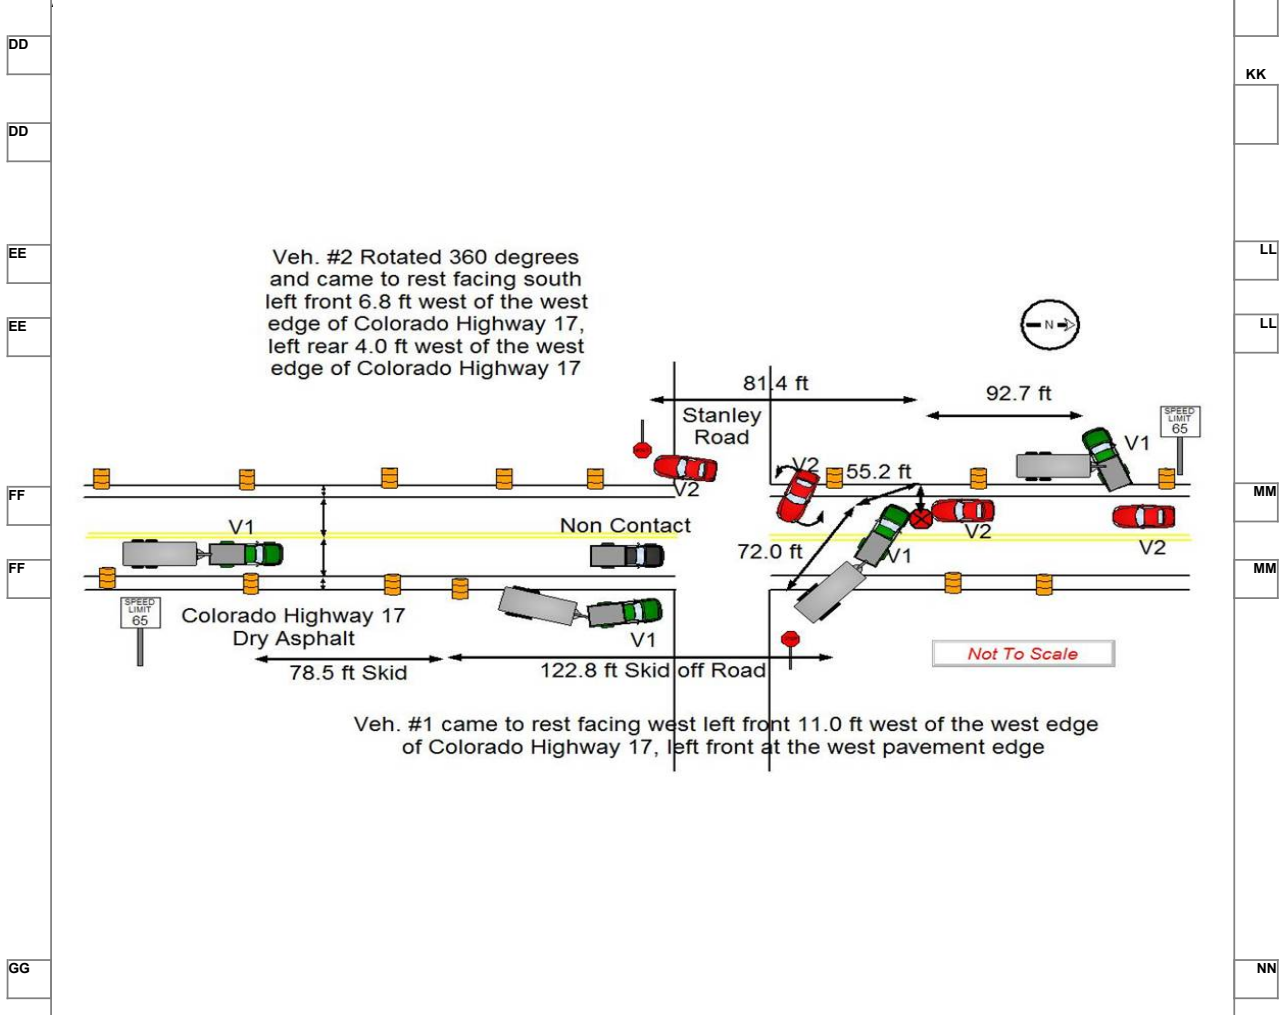 DD
KK
DD
Veh. #2 Rotated 360 degrees
and came to rest facing south
left front 6.8 ft west of the west
edge of Colorado Highway 17,
left rear 4.0 ft west of the west
edge of Colorado Highway 17
EE
LL
EE
LL
N
81.4 ft
92.7 ft
Stanley
Road
SPEED
LIMIT
65
V1
V2
55.2 ft
V2
FF
MM
V1
Non Contact
V2
V2
72.0 ft
V1
FF
MM
SPEED
LIMIT
65
Colorado Highway 17
Dry Asphalt
V1
Not To Scale
78.5 ft Skid
122.8 ft Skid off Road
Veh. #1 came to rest facing west left front 11.0 ft west of the west edge
of Colorado Highway 17, left front at the west pavement edge
GG
NN